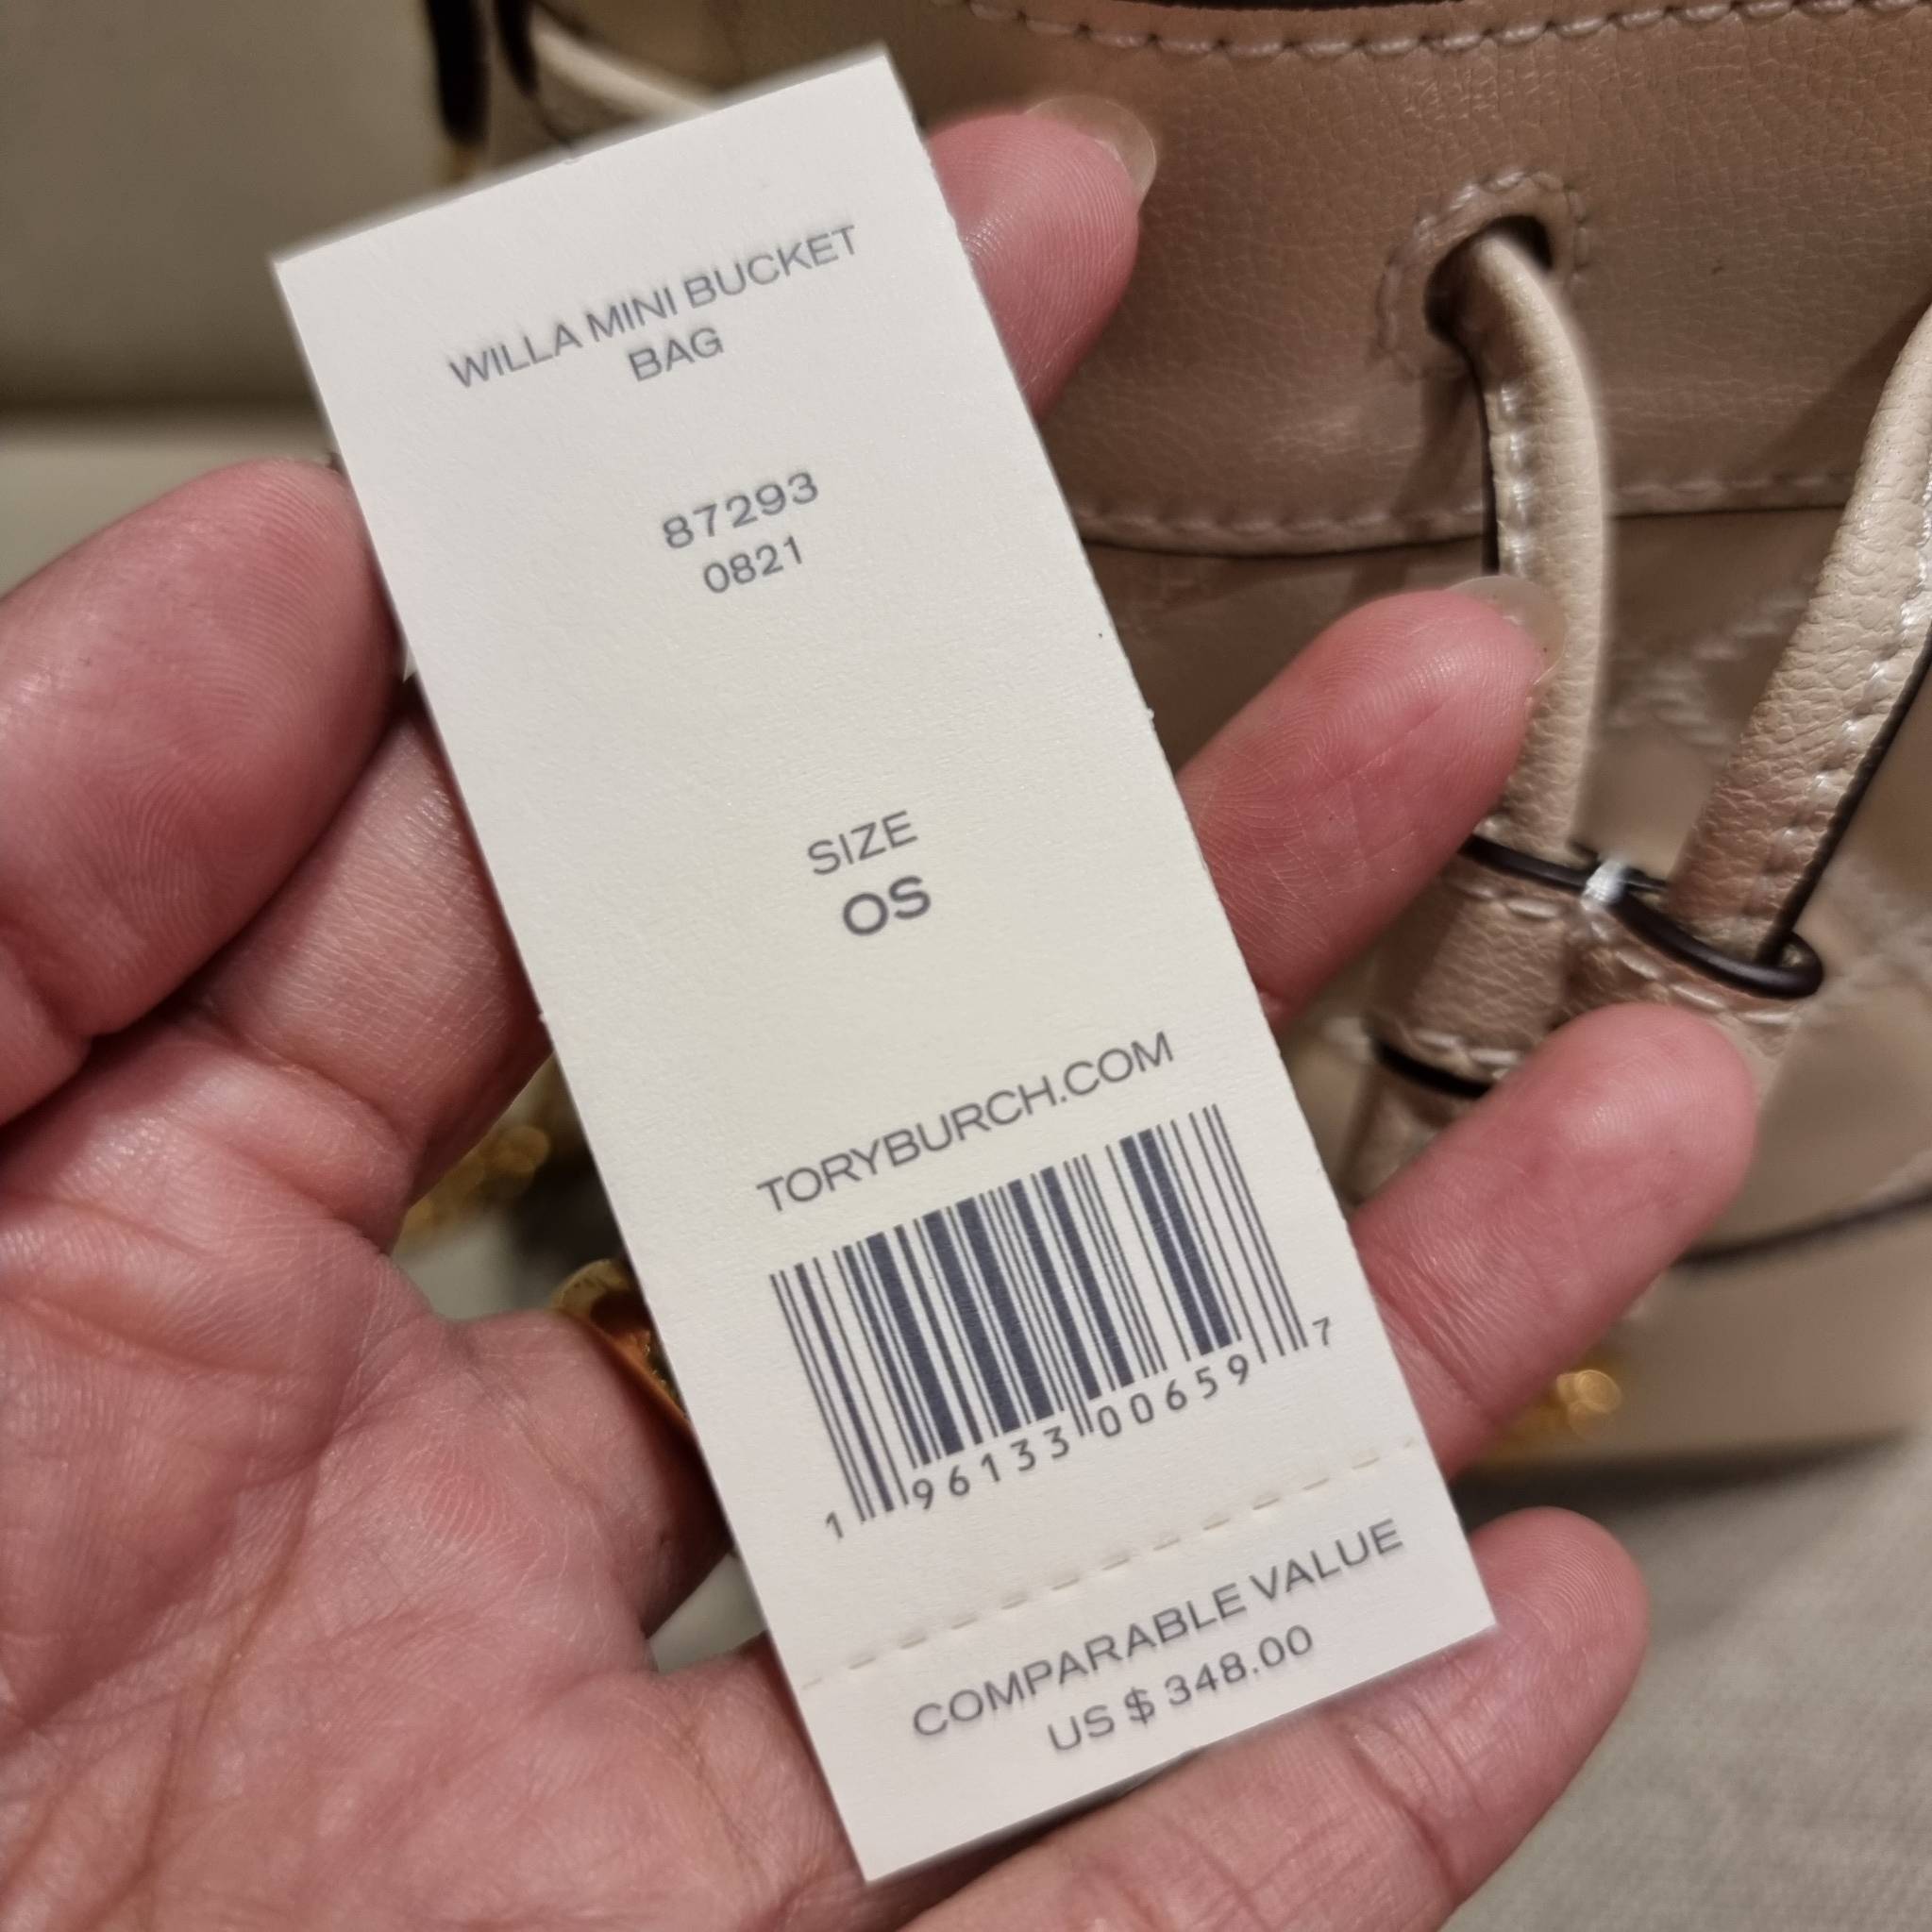 WILLA MINI BUCKET
BAG
87293
0821
SIZE
OS
TORYBURCH.COM
1 96133 00659 7
COMPARABLE VALUE
US $ 348.00